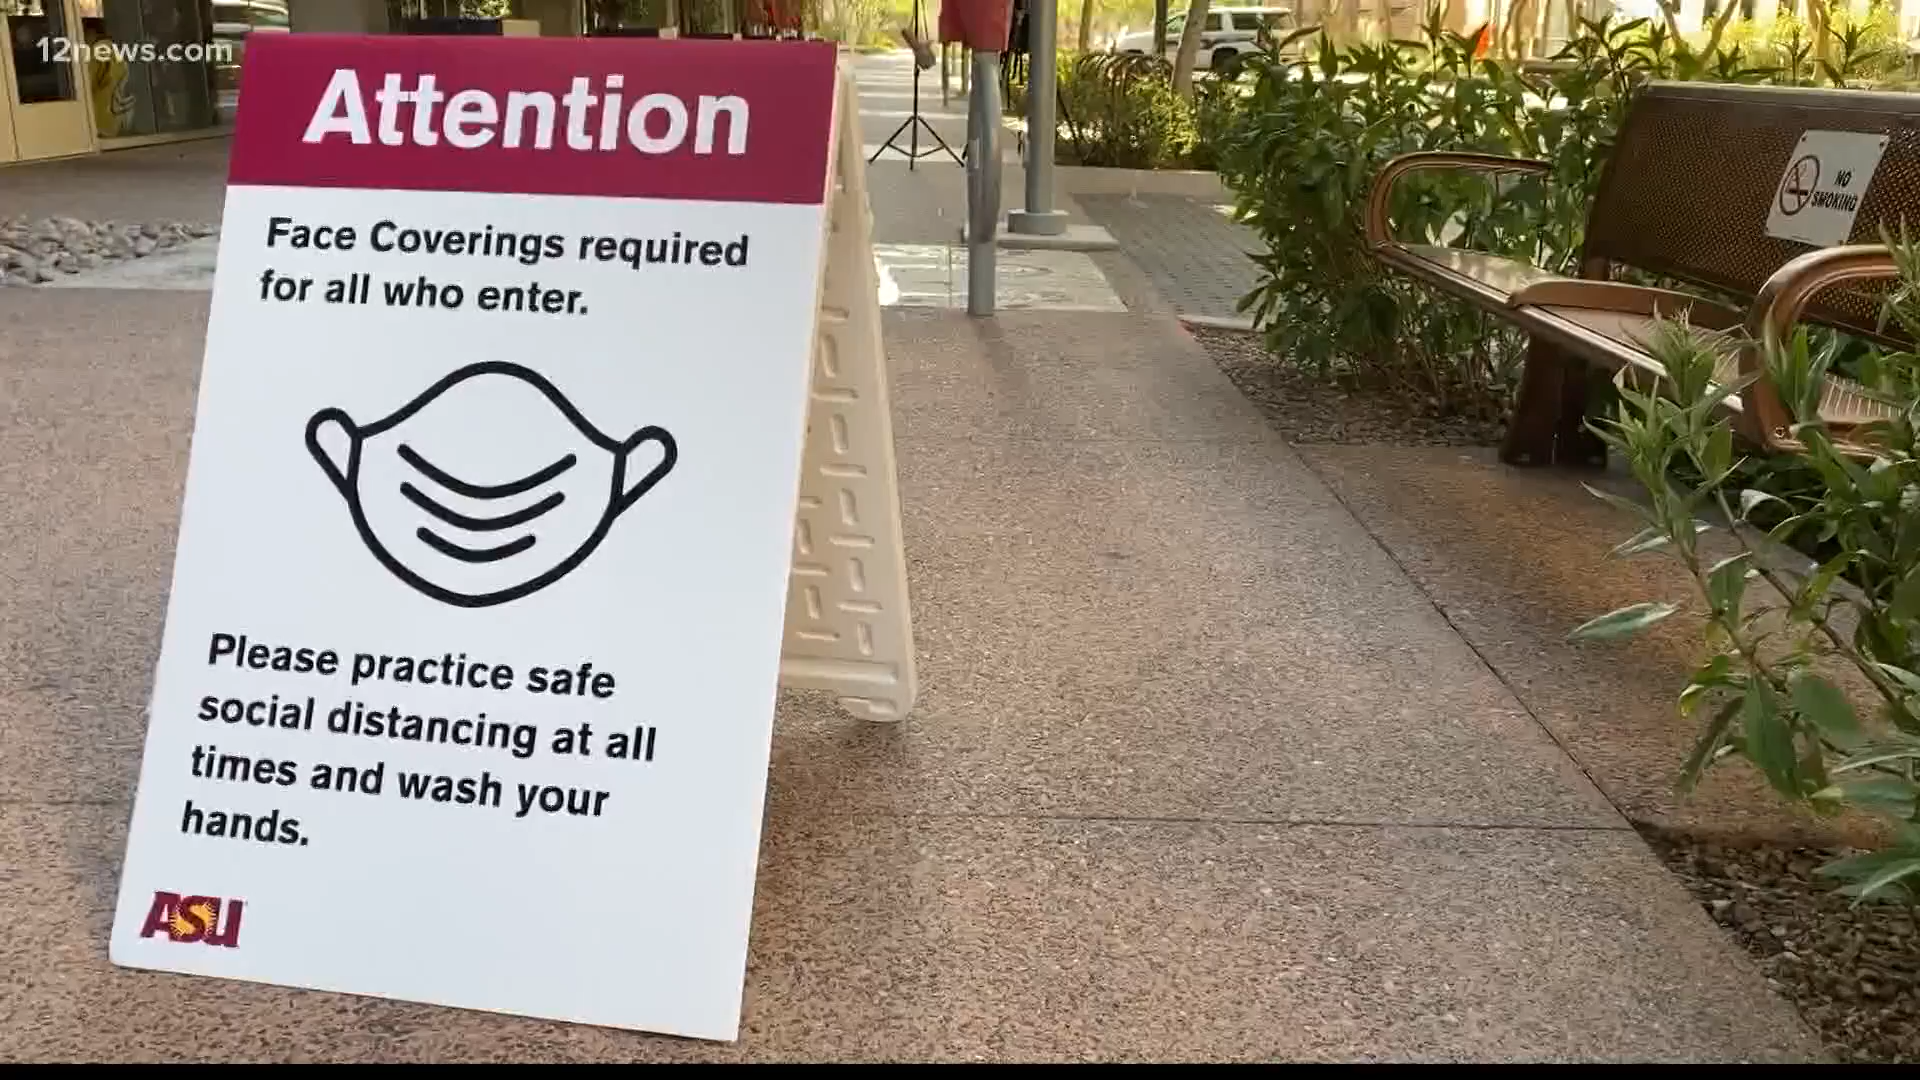 12news.com
Attention
Face Coverings required
for all who enter.
Please practice safe
social distancing at all
times and wash your
hands.
ASU
NO
SMOKING